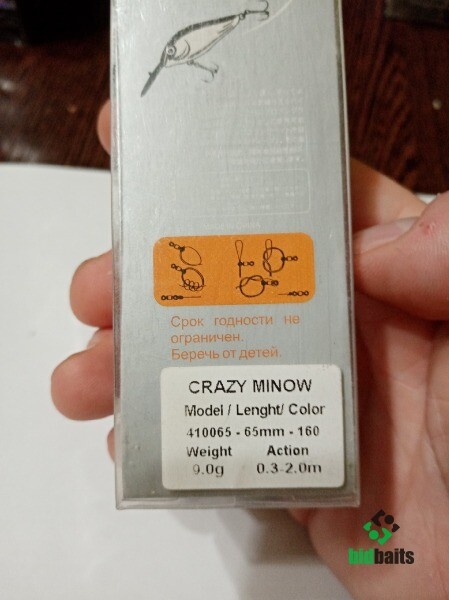 Срок годности не
ограничен.
Беречь от детей.
CRAZY MINOW
Model / Lenght/ Color
410065 - 65mm - 160
Weight Action
9.0g 0.3-2.0m
bidbaits